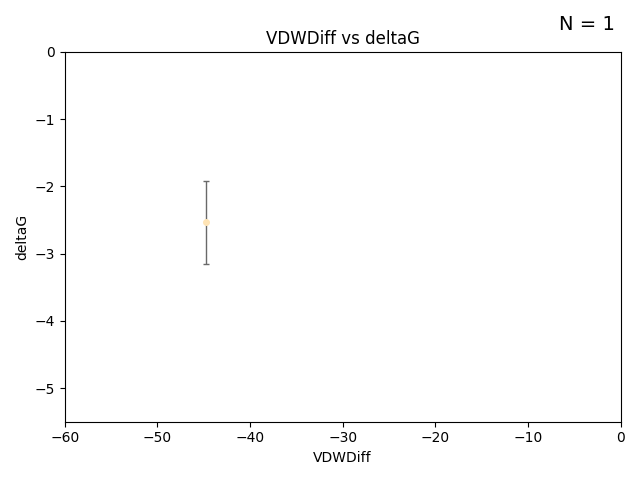 N = 1
VDWDiff vs deltaG
0
−1
−2
−3
−4
−5
deltaG
−60 −50 −40 −30 −20 −10 0
VDWDiff